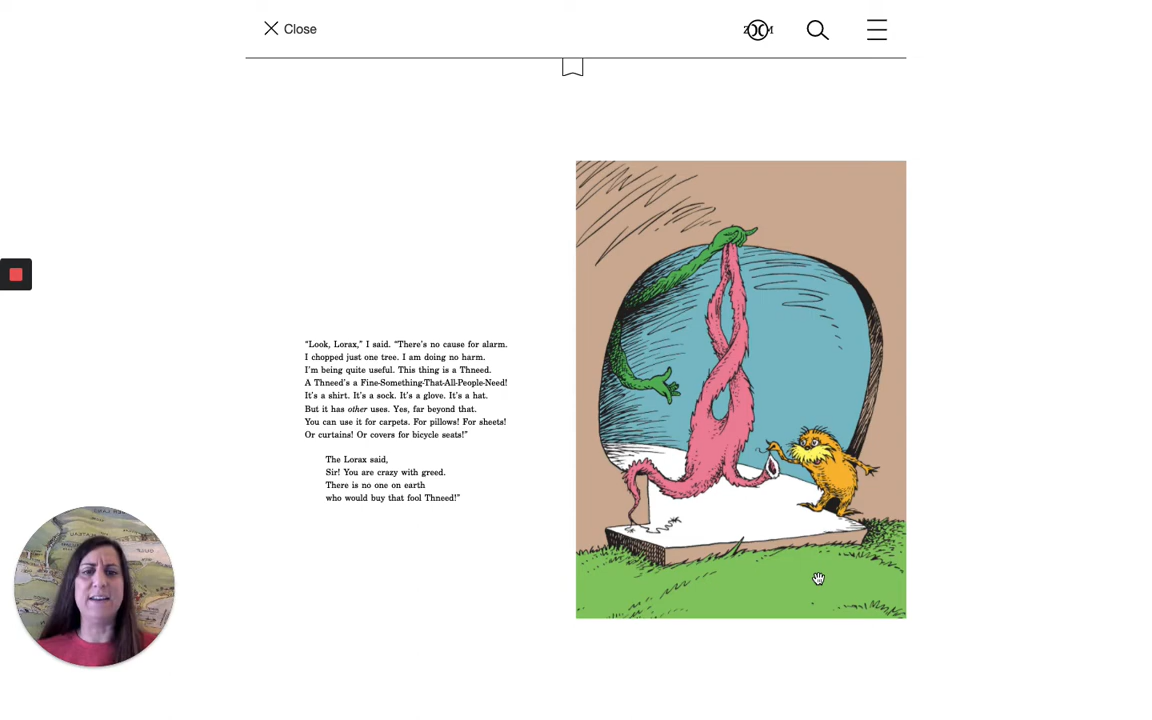 Close
ZOOM
"Look, Lorax," I said. "There's no cause for alarm.
I chopped just one tree. I am doing no harm.
I'm being quite useful. This thing is a Thneed.
A Thneed's a Fine-Something-That-All-People-Need!
It's a shirt. It's a sock. It's a glove. It's a hat.
But it has other uses. Yes, far beyond that.
You can use it for carpets. For pillows! For sheets!
Or curtains! Or covers for bicycle seats!"
The Lorax said,
Sir! You are crazy with greed.
There is no one on earth
who would buy that fool Thneed!"